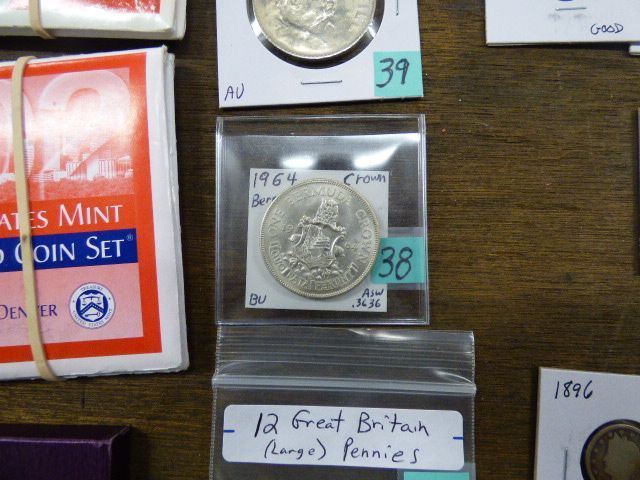 GOOD
39
AU
02
TATES MINT
COIN SET®
DENVER
1964 Crown
Ber
ONE BERMUDA CROWN
38
BU
ASW
.3636
12 Great Britain
(Large) Pennies
1896